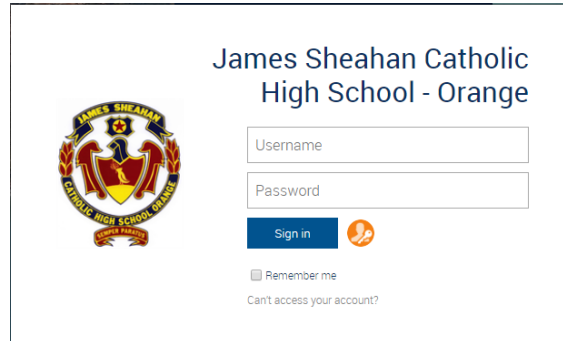 James Sheahan Catholic
High School - Orange
JAMES SHEAHAN
CATHOLIC HIGH SCHOOL ORANGE
SEMPER PARATUS
Username
Password
Sign in
Remember me
Can't access your account?